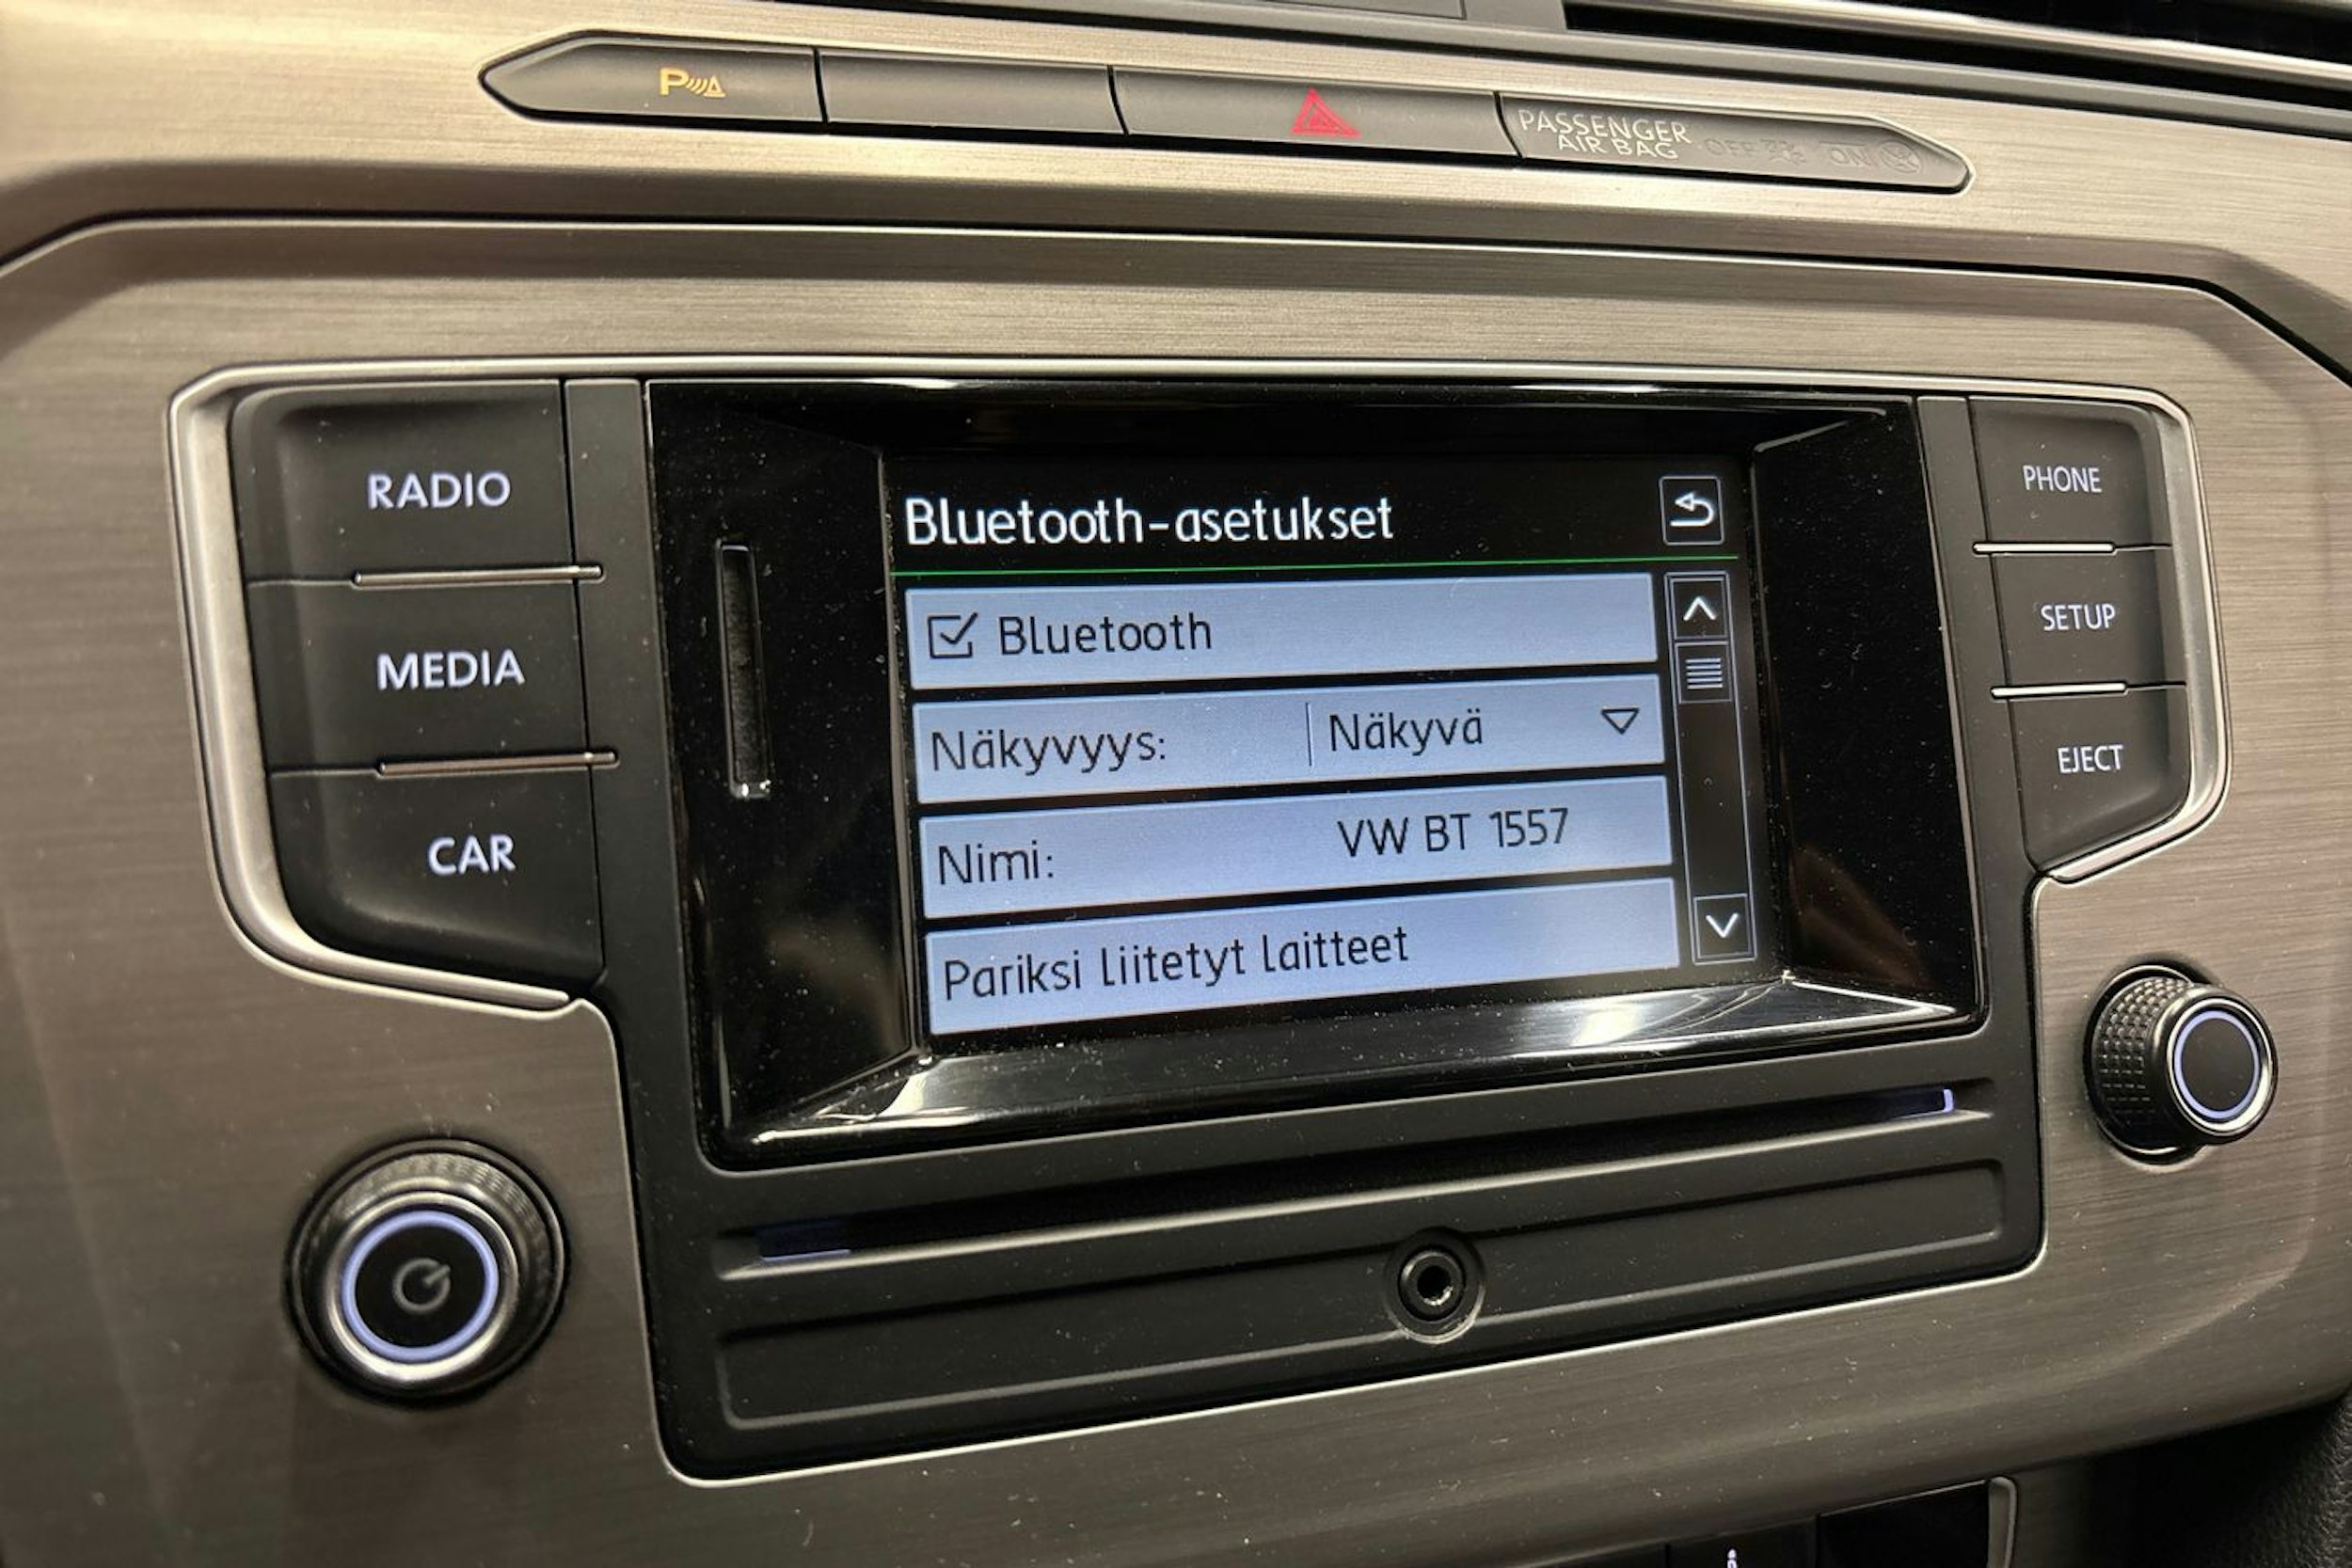 P
PASSENGER
AIR BAG OFF ON
RADIO
MEDIA
CAR
Bluetooth-asetukset
Bluetooth
Näkyvyys: Näkyvä
Nimi: VW BT 1557
Pariksi liitetyt laitteet
PHONE
SETUP
EJECT